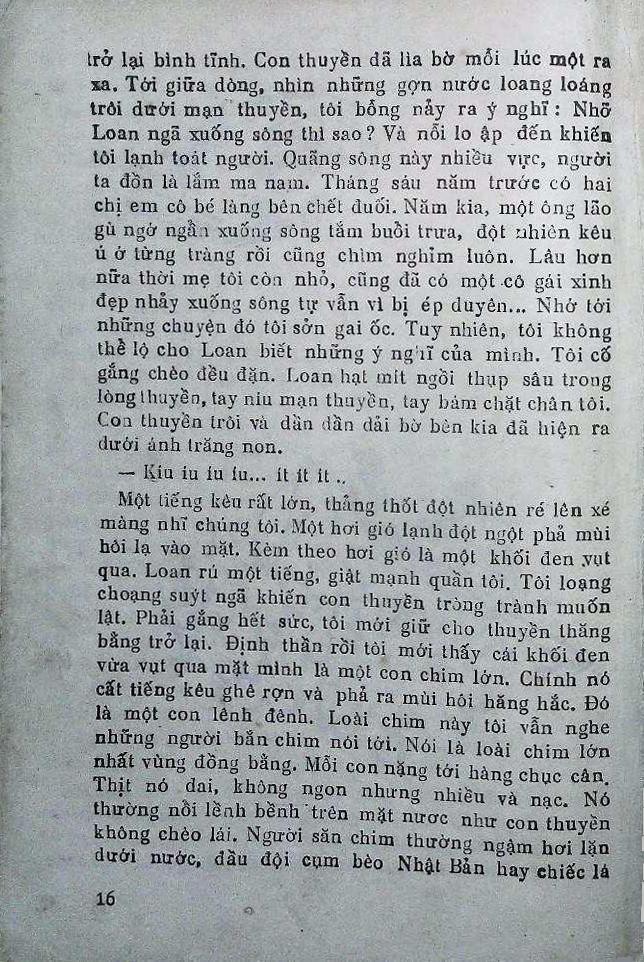 trở lại bình tĩnh. Con thuyền đã lìa bờ mỗi lúc một ra
xa. Tới giữa dòng, nhìn những gợn nước loang loáng
trôi dưới mạn thuyền, tôi bỗng nảy ra ý nghĩ : Nhỡ
Loan ngã xuống sông thì sao ? Và nỗi lo ập đến khiến
tôi lạnh toát người. Quãng sông này nhiều vực, người
ta đồn là lắm ma nam. Tháng sáu năm trước có hai
chị em cô bé làng bên chết đuối. Năm kia, một ông lão
gù ngớ ngẩn xuống sông tắm buổi trưa, đột nhiên kêu
ú ở từng tràng rồi cũng chìm nghỉm luôn. Lâu hơn
nữa thời mẹ tôi còn nhỏ, cũng đã có một cô gái xinh
đẹp nhảy xuống sông tự vẫn vì bị ép duyên... Nhớ tới
những chuyện đó tôi sởn gai ốc. Tuy nhiên, tôi không
thể lộ cho Loan biết những ý nghĩ của mình. Tôi cố
gắng chèo đều đặn. Loan hạt mít ngồi thụp sâu trong
lòng thuyền, tay níu mạn thuyền, tay bám chặt chân tôi.
Con thuyền trôi và dần dần dải bờ bên kia đã hiện ra
dưới ánh trăng non.
— Kíu íu íu íu... ít ít ít ..
Một tiếng kêu rất lớn, thảng thốt đột nhiên ré lên xé
màng nhĩ chúng tôi. Một hơi gió lạnh đột ngột phả mùi
hôi lạ vào mặt. Kèm theo hơi gió là một khối đen vụt
qua. Loan rú một tiếng, giật mạnh quần tôi. Tôi loạng
choạng suýt ngã khiến con thuyền tròng trành muốn
lật. Phải gắng hết sức, tôi mới giữ cho thuyền thăng
bằng trở lại. Định thần rồi tôi mới thấy cái khối đen
vừa vụt qua mặt mình là một con chim lớn. Chính nó
cất tiếng kêu ghê rợn và phả ra mùi hôi hăng hắc. Đó
là một con lênh đênh. Loài chim này tôi vẫn nghe
những người bắn chim nói tới. Nói là loài chim lớn
nhất vùng đồng bằng. Mỗi con nặng tới hàng chục cân.
Thịt nó dai, không ngon nhưng nhiều và nạc. Nó
thường nổi lềnh bềnh trên mặt nước như con thuyền
không chèo lái. Người săn chim thường ngậm hơi lặn
dưới nước, đầu đội cụm bèo Nhật Bản hay chiếc lá
16